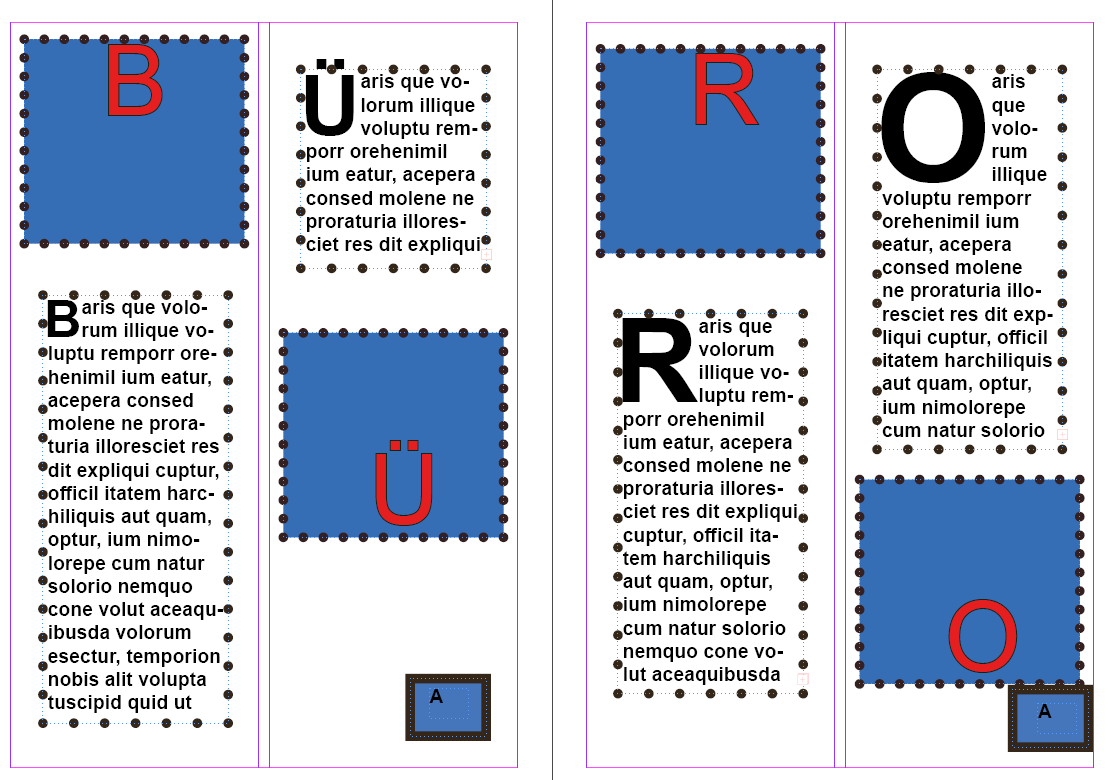 B
Baris que volo-
rum illique vo-
luptu remporr ore-
henimil ium eatur,
acepera consed
molene ne prora-
turia illoresciet res
dit expliqui cuptur,
officil itatem harc-
hiliquis aut quam,
optur, ium nimo-
lorepe cum natur
solorio nemquo
cone volut aceaqu-
ibusda volorum
esectur, temporion
nobis alit volupta
tuscipid quid ut
Üaris que vo-
lorum illique
voluptu rem-
porr orehenimil
ium eatur, acepera
consed molene ne
proraturia illores-
ciet res dit expliqui
Ü
A
R
Raris que
volorum
illique vo-
luptu rem-
porr orehenimil
ium eatur, acepera
consed molene ne
proraturia illores-
ciet res dit expliqui
cuptur, officil ita-
tem harchiliquis
aut quam, optur,
ium nimolorepe
cum natur solorio
nemquo cone vo-
lut aceaquibusda
Oaris
que
volo-
rum
illique
voluptu remporr
orehenimil ium
eatur, acepera
consed molene
ne proraturia illo-
resciet res dit exp-
liqui cuptur, officil
itatem harchiliquis
aut quam, optur,
ium nimolorepe
cum natur solorio
O
A